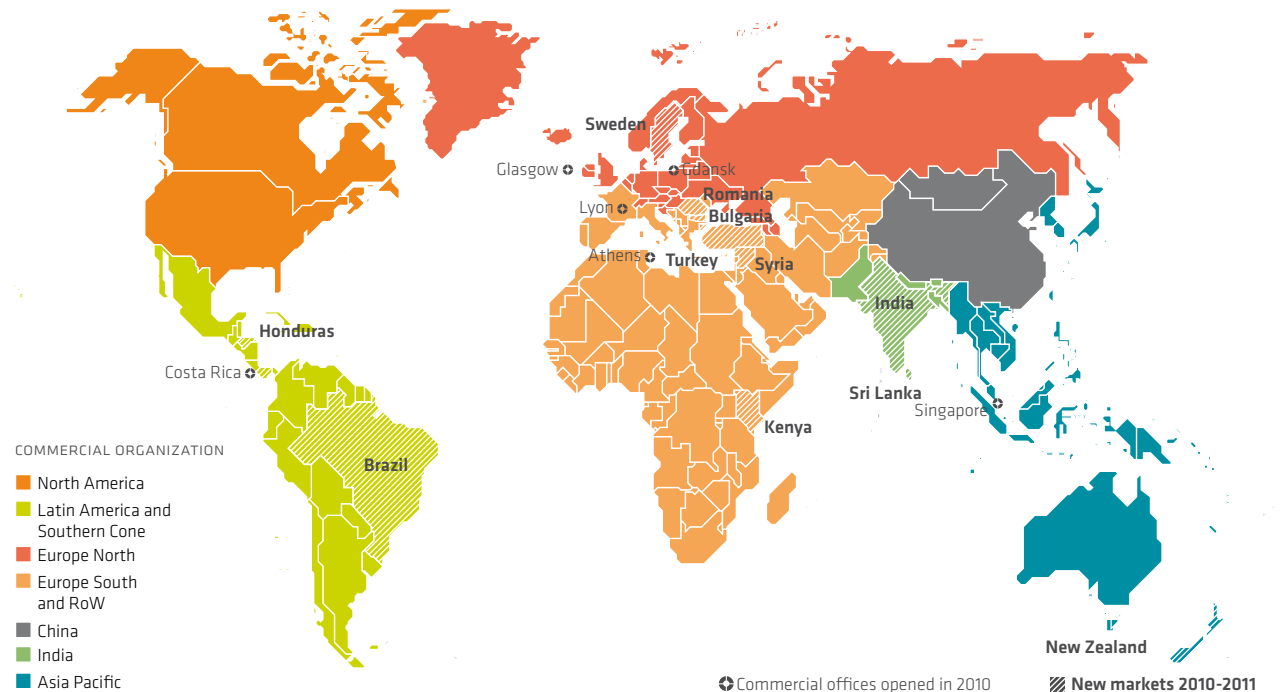 Sweden
Glasgow
Gdansk
Romania
Lyon
Bulgaria
Athens
Turkey
Syria
India
Honduras
Costa Rica
Sri Lanka
Singapore
Kenya
Brazil
COMMERCIAL ORGANIZATION
North America
Latin America and
Southern Cone
Europe North
Europe South
and RoW
China
India
Asia Pacific
New Zealand
Commercial offices opened in 2010
New markets 2010-2011